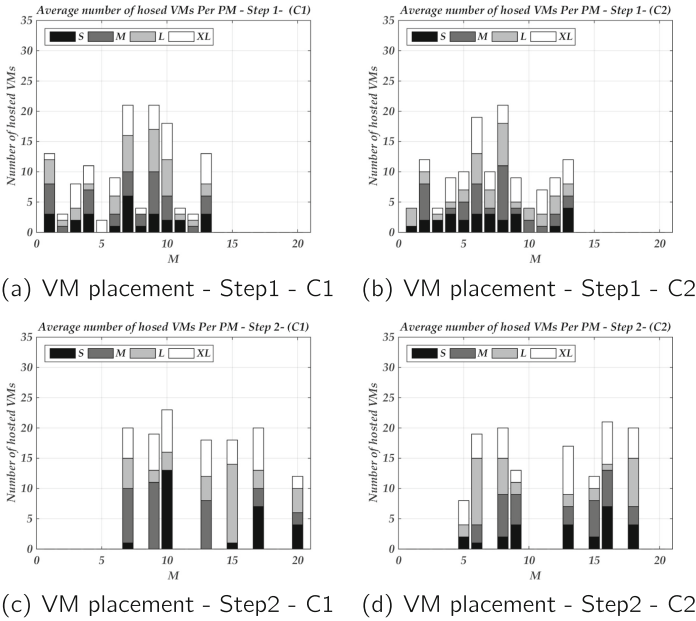 Average number of hosed VMs Per PM - Step 1- (C1)
S M L XL
Number of hosted VMs
35
30
25
20
15
10
5
0
0 5 10 15 20
M
(a) VM placement - Step1 - C1
Average number of hosed VMs Per PM - Step 1- (C2)
S M L XL
Number of hosted VMs
35
30
25
20
15
10
5
0
0 5 10 15 20
M
(b) VM placement - Step1 - C2
Average number of hosed VMs Per PM - Step 2- (C1)
S M L XL
Number of hosted VMs
35
30
25
20
15
10
5
0
0 5 10 15 20
M
(c) VM placement - Step2 - C1
Average number of hosed VMs Per PM - Step 2- (C2)
S M L XL
Number of hosted VMs
35
30
25
20
15
10
5
0
0 5 10 15 20
M
(d) VM placement - Step2 - C2